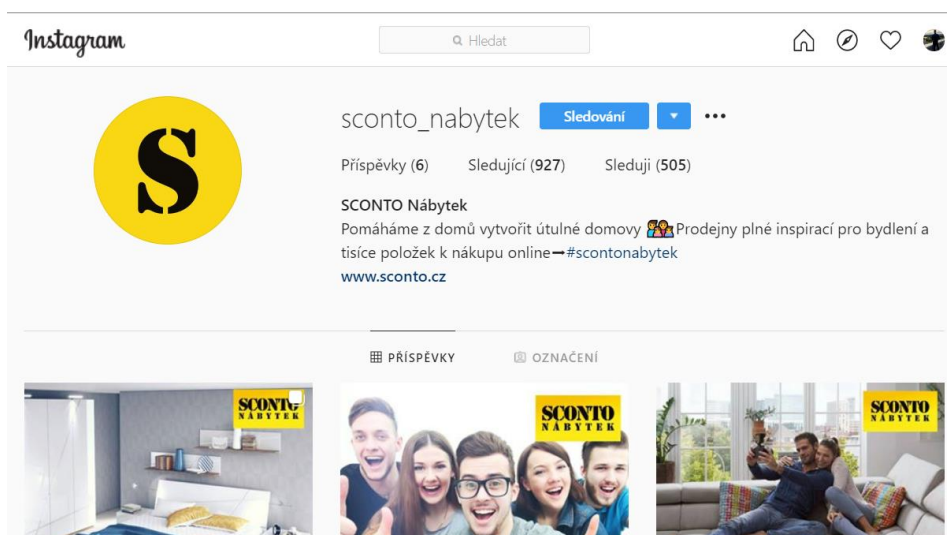 Instagram
Hledat
S
sconto_nabytek
Sledování
Příspěvky (6) Sledující (927) Sleduji (505)
SCONTO Nábytek
Pomáháme z domů vytvořit útulné domovy Prodejny plné inspirací pro bydlení a
tisíce položek k nákupu online➞#scontonabytek
www.sconto.cz
PŘÍSPĚVKY OZNAČENÍ
SCONTO
NÁBYTEK
SCONTO
NÁBYTEK
SCONTO
NÁBYTEK